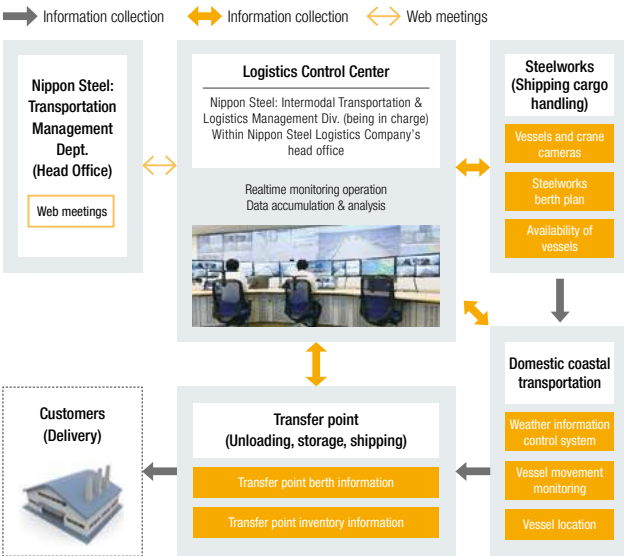 Information collection
Information collection
Web meetings
Nippon Steel:
Transportation
Management
Dept.
(Head Office)
Web meetings
Logistics Control Center
Nippon Steel: Intermodal Transportation &
Logistics Management Div. (being in charge)
Within Nippon Steel Logistics Company's
head office
Realtime monitoring operation
Data accumulation & analysis
Steelworks
(Shipping cargo
handling)
Vessels and crane
cameras
Steelworks
berth plan
Availability of
vessels
Domestic coastal
transportation
Weather information
control system
Vessel movement
monitoring
Vessel location
Transfer point
(Unloading, storage, shipping)
Transfer point berth information
Transfer point inventory information
Customers
(Delivery)